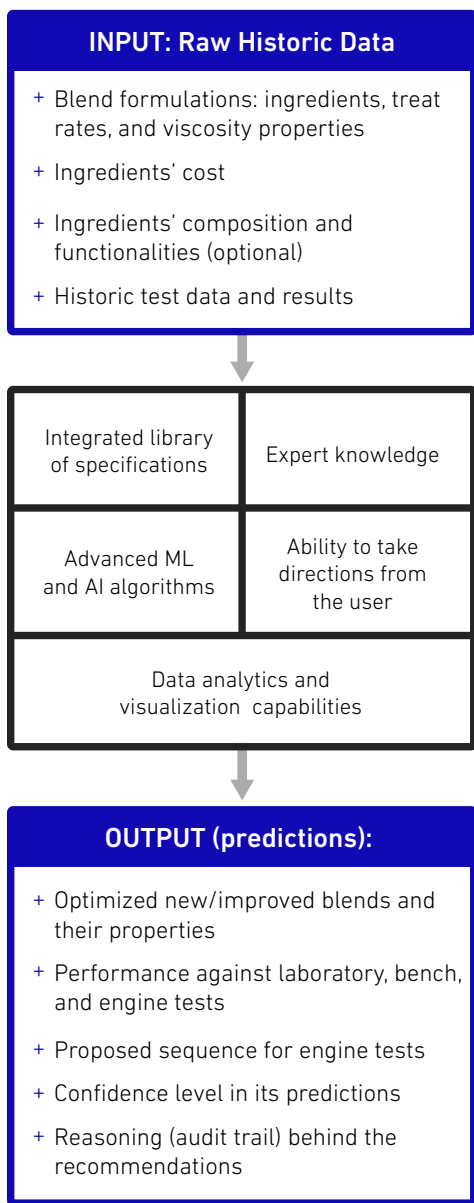 INPUT: Raw Historic Data
+ Blend formulations: ingredients, treat
rates, and viscosity properties
+ Ingredients' cost
+ Ingredients' composition and
functionalities (optional)
+ Historic test data and results
Integrated library
of specifications
Expert knowledge
Advanced ML
and AI algorithms
Ability to take
directions from
the user
Data analytics and
visualization capabilities
OUTPUT (predictions):
+ Optimized new/improved blends and
their properties
+ Performance against laboratory, bench,
and engine tests
+ Proposed sequence for engine tests
+ Confidence level in its predictions
+ Reasoning (audit trail) behind the
recommendations